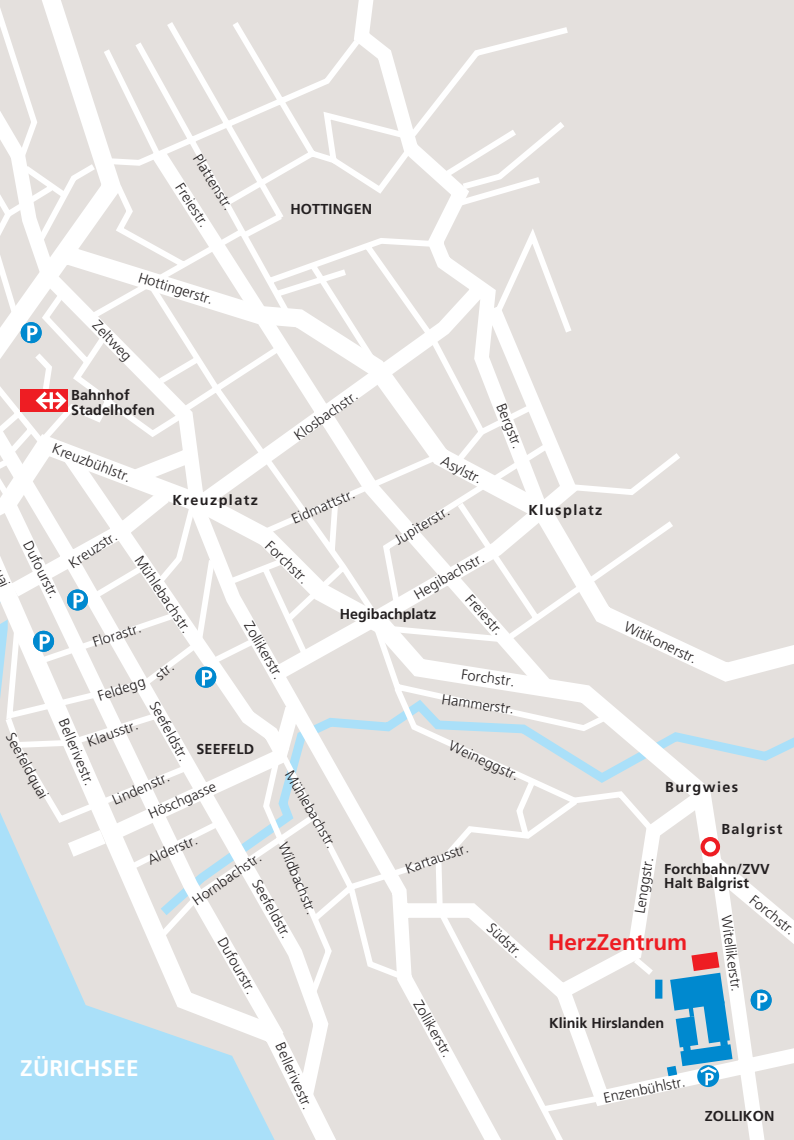 Plattenstr.
Freiestr.
HOTTINGEN
Hottingerstr.
P
Zeltweg
Bahnhof
Stadelhofen
Klosbachstr.
Bergstr.
Kreuzbühlstr.
Asylstr.
Kreuzplatz
Eidmattstr.
Klusplatz
Jupiterstr.
Dufourstr.
Kreuzstr.
Mühlebachstr.
Forchstr.
Hegibachstr.
P
Hegibachplatz
Freiestr.
P
Florastr.
Zollikerstr.
Witikonerstr.
P
Feldegg
str.
Forchstr.
Hammerstr.
Klausstr.
Seefeldstr.
Bellerivestr.
Seefeldquai
SEEFELD
Weineggstr.
Lindenstr.
Höschgasse
Mühlebachstr.
Burgwies
Balgrist
Alderstr.
Hornbachstr.
Wildbachstr.
Kartausstr.
Forchbahn/ZVV
Halt Balgrist
Lenggstr.
Seefeldstr.
Forchstr.
Südstr.
HerzZentrum
Witellikerstr.
Dufourstr.
P
Klinik Hirslanden
Zollikerstr.
ZÜRICHSEE
Bellerivestr.
P
Enzenbühlstr.
ZOLLIKON